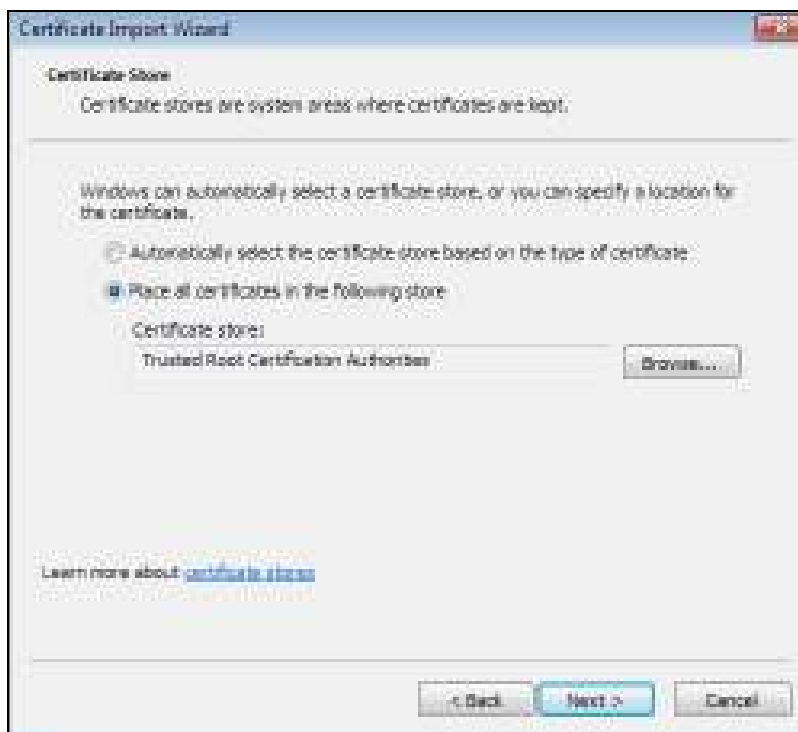 Certificate Import Wizard
Certificate Store
Certificate stores are system areas where certificates are kept.
Windows can automatically select a certificate store, or you can specify a location for
the certificate.
Automatically select the certificate store based on the type of certificate
Place all certificates in the following store
Certificate store:
Trusted Root Certification Authorities
Browse...
Learn more about certificate stores
< Back
Next >
Cancel